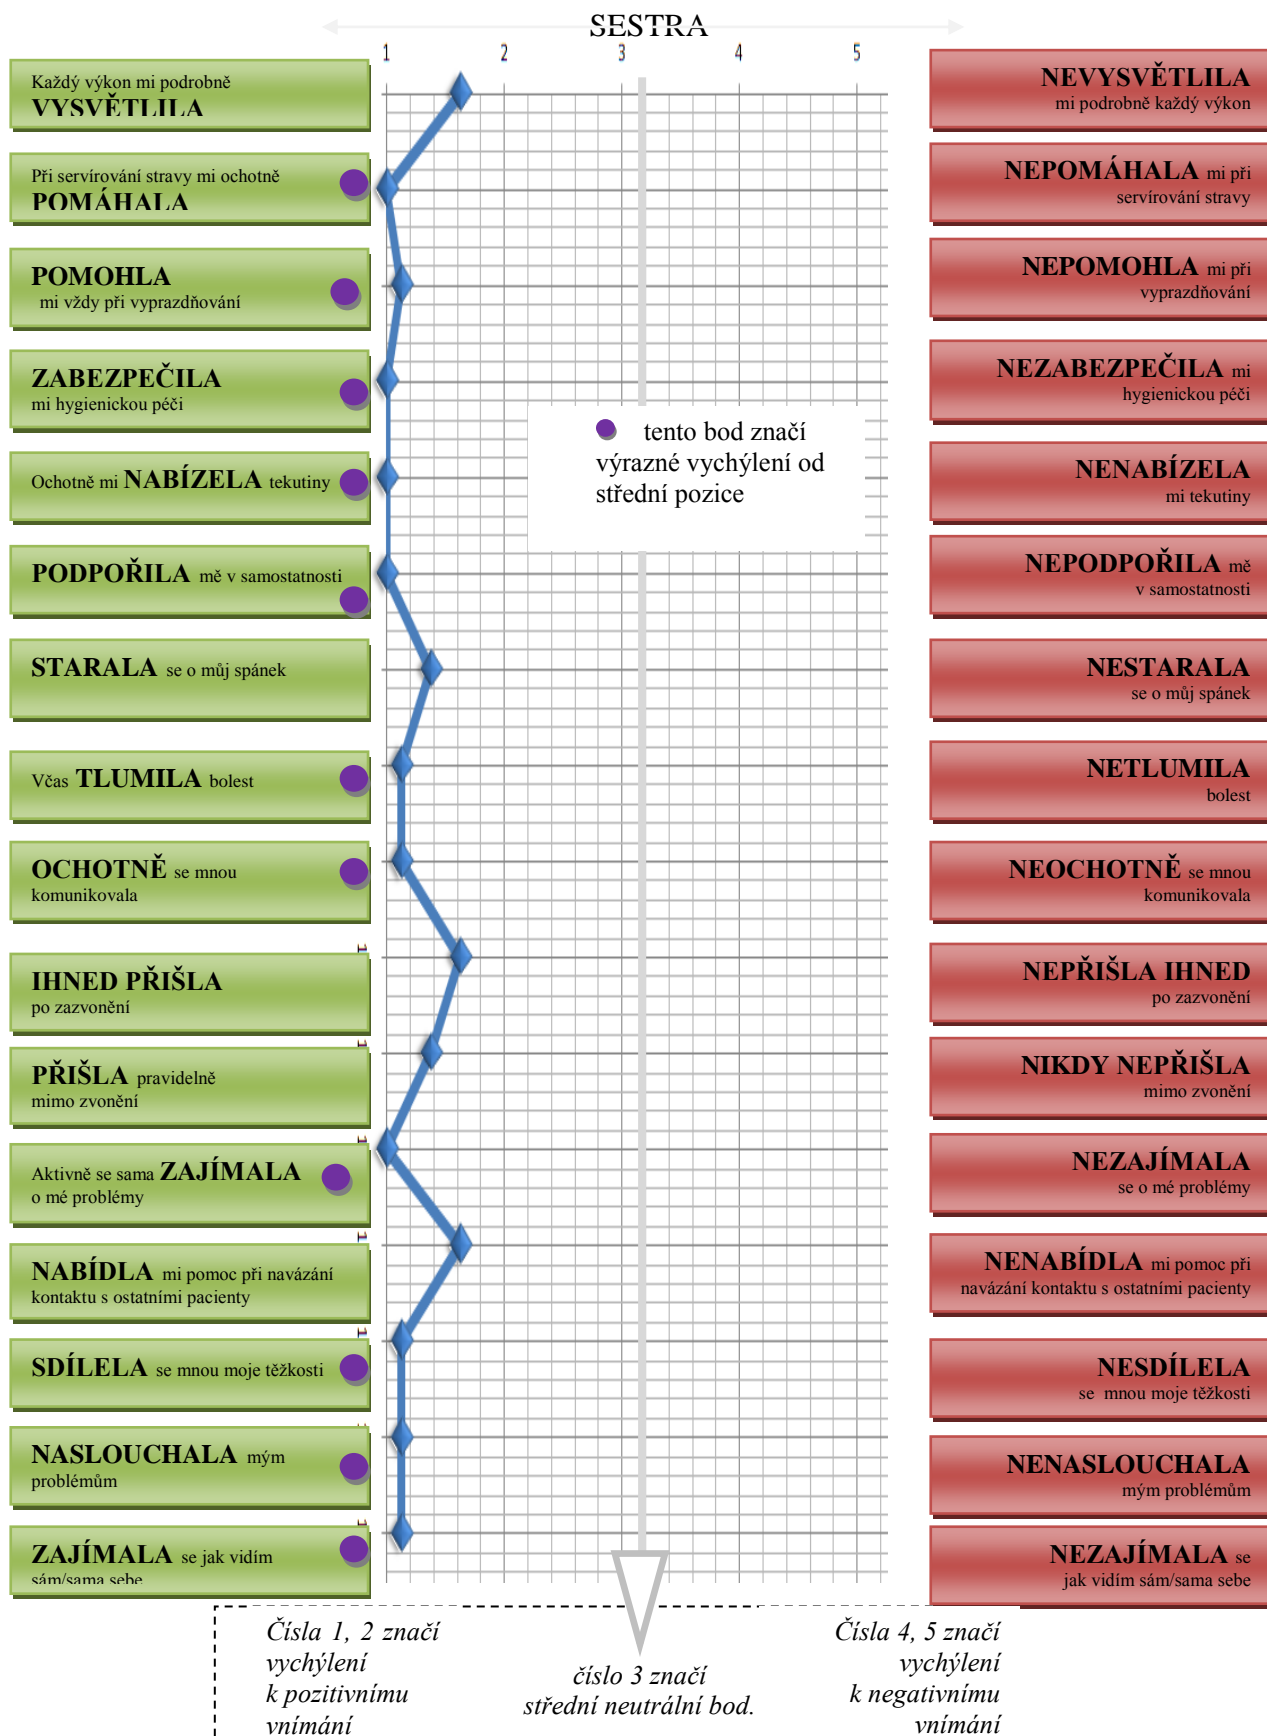 SESTRA
1 2 3 4 5
Každý výkon mi podrobně
VYSVĚTLILA
NEVYSVĚTLILA
mi podrobně každý výkon
Při servírování stravy mi ochotně
POMÁHALA
NEPOMÁHALA mi při
servírování stravy
POMOHLA
mi vždy při vyprazdňování
NEPOMOHLA mi při
vyprazdňování
ZABEZPEČILA
mi hygienickou péči
NEZABEZPEČILA mi
hygienickou péči
tento bod značí
výrazné vychýlení od
střední pozice
Ochotně mi NABÍZELA tekutiny
NENABÍZELA
mi tekutiny
PODPOŘILA mě v samostatnosti
NEPODPOŘILA mě
v samostatnosti
STARALA se o můj spánek
NESTARALA
se o můj spánek
Včas TLUMILA bolest
NETLUMILA
bolest
OCHOTNĚ se mnou
komunikovala
NEOCHOTNĚ se mnou
komunikovala
1
IHNED PŘIŠLA
po zazvonění
NEPŘIŠLA IHNED
po zazvonění
1
PŘIŠLA pravidelně
mimo zvonění
NIKDY NEPŘIŠLA
mimo zvonění
1
Aktivně se sama ZAJÍMALA
o mé problémy
NEZAJÍMALA
se o mé problémy
1
NABÍDLA mi pomoc při navázání
kontaktu s ostatními pacienty
NENABÍDLA mi pomoc při
navázání kontaktu s ostatními pacienty
1
SDÍLELA se mnou moje těžkosti
NESDÍLELA
se mnou moje těžkosti
NASLOUCHALA mým
problémům
NENASLOUCHALA
mým problémům
1
ZAJÍMALA se jak vidím
sám/sama sebe
NEZAJÍMALA se
jak vidím sám/sama sebe
Čísla 1, 2 značí
vychýlení
k pozitivnímu
vnímání
číslo 3 značí
střední neutrální bod.
Čísla 4, 5 značí
vychýlení
k negativnímu
vnímání